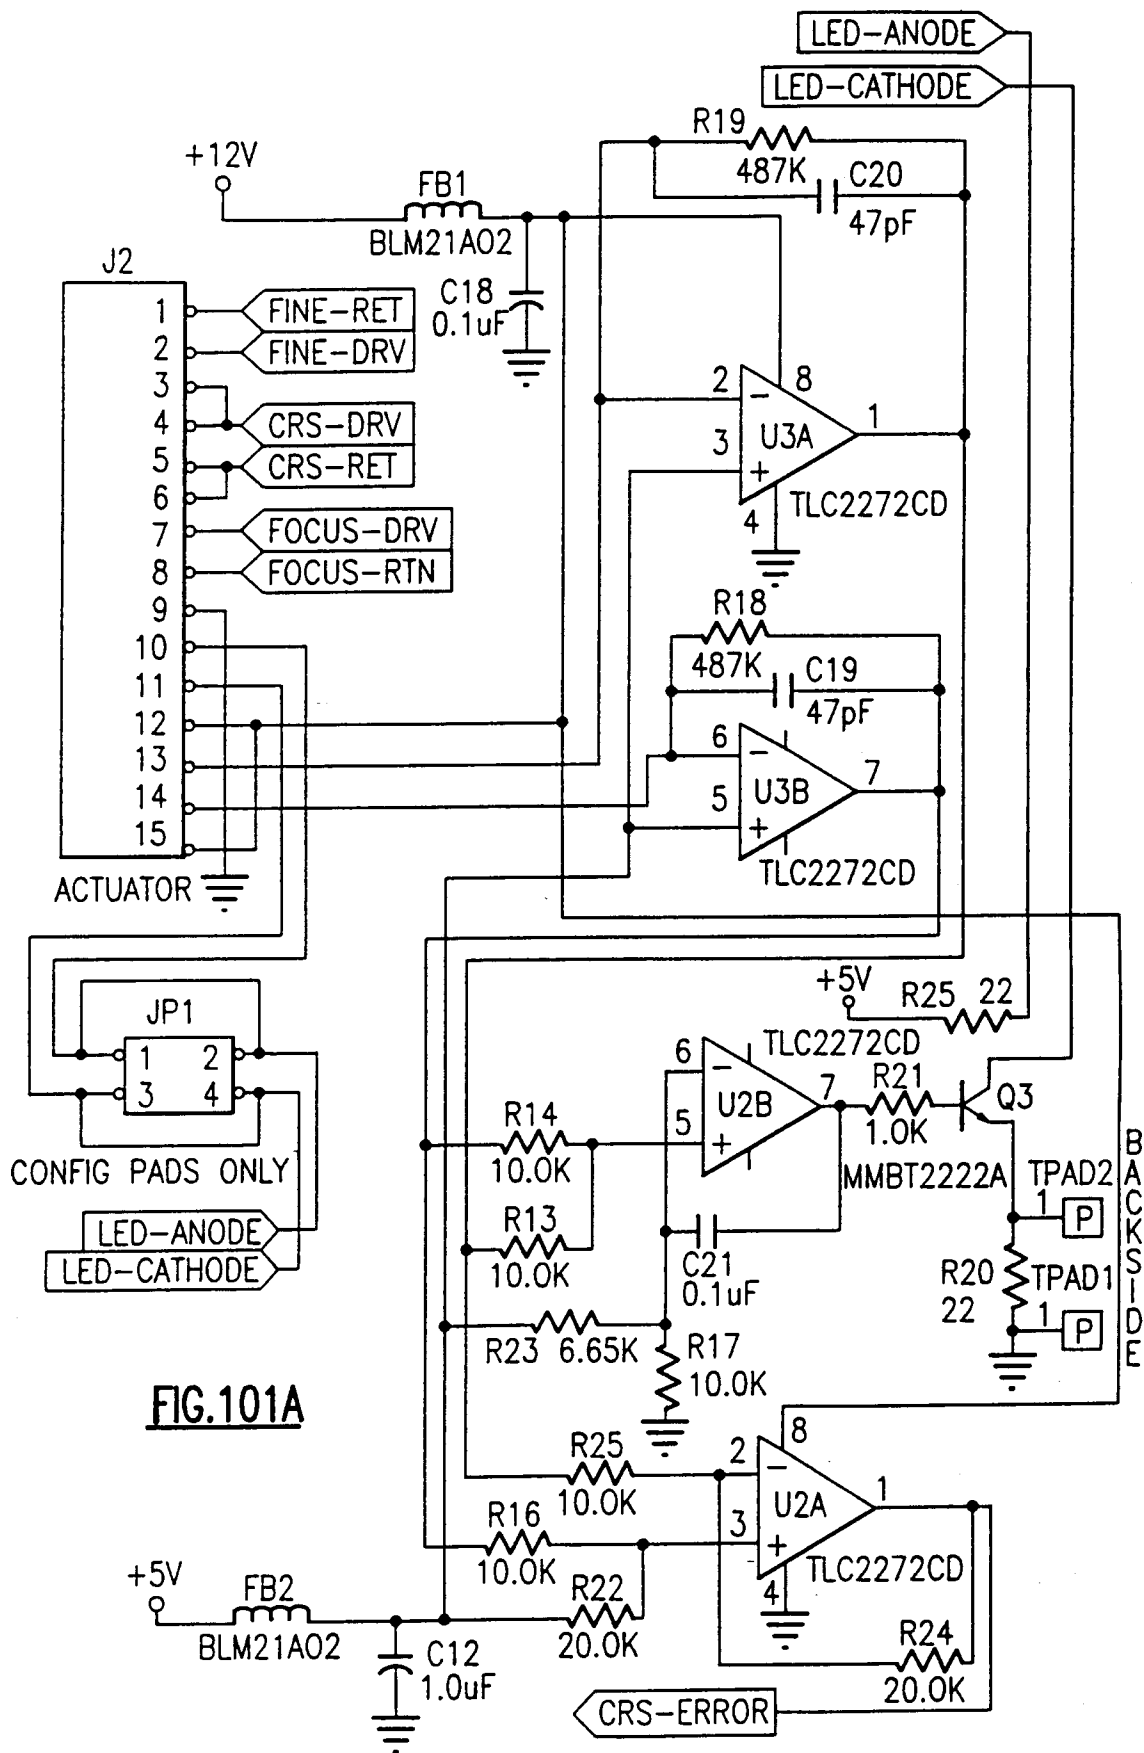 LED-ANODE
LED-CATHODE
R19
487K
C20
47pF
+12V
FB1
BLM21A02
C18
0.1uF
J2
1
FINE-RET
2
FINE-DRV
3
4
CRS-DRV
5
CRS-RET
6
7
FOCUS-DRV
8
FOCUS-RTN
9
10
11
12
13
14
15
ACTUATOR
2
8
3
U3A
1
4
TLC2272CD
R18
487K
C19
47pF
6
5
U3B
7
TLC2272CD
JP1
1
2
3
4
CONFIG PADS ONLY
LED-ANODE
LED-CATHODE
+5V
R25
22
TLC2272CD
6
5
U2B
7
R21
1.0K
Q3
MMBT2222A
R14
10.0K
R13
10.0K
C21
0.1uF
TPAD2
1
P
R20
22
TPAD1
1
P
BACKSIDE
R23
6.65K
R17
10.0K
FIG.101A
R25
10.0K
2
8
U2A
1
R16
10.0K
3
4
TLC2272CD
+5V
FB2
BLM21A02
R22
20.0K
C12
1.0uF
R24
20.0K
CRS-ERROR